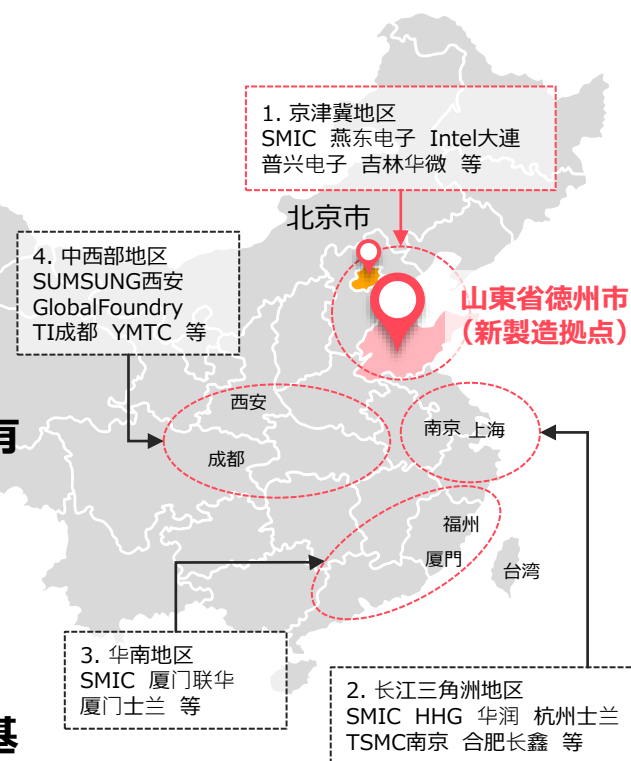 1. 京津冀地区
SMIC 燕东电子 Intel大連
普兴电子 吉林华微 等
北京市
4. 中西部地区
SUMSUNG西安
GlobalFoundry
TI成都 YMTC 等
山東省徳州市
（新製造拠点）
有
西安
成都
南京 上海
福州
厦門
台湾
3. 华南地区
SMIC 厦门联华
厦门士兰 等
2. 长江三角洲地区
SMIC HHG 华润 杭州士兰
TSMC南京 合肥长鑫 等
基